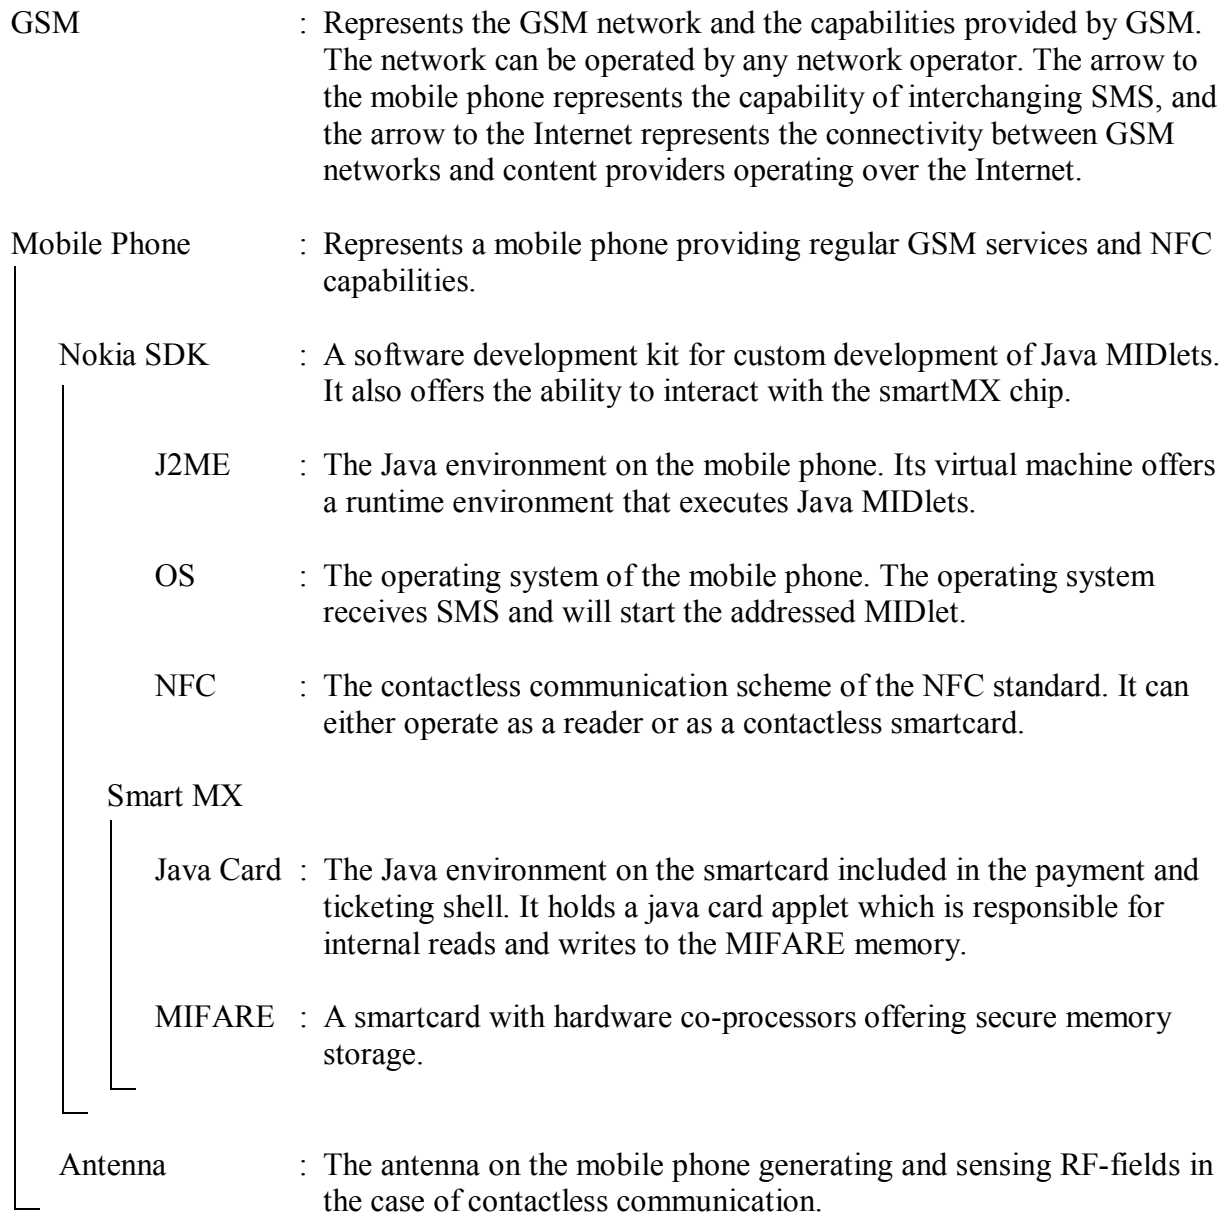 GSM : Represents the GSM network and the capabilities provided by GSM.
The network can be operated by any network operator. The arrow to
the mobile phone represents the capability of interchanging SMS, and
the arrow to the Internet represents the connectivity between GSM
networks and content providers operating over the Internet.
Mobile Phone : Represents a mobile phone providing regular GSM services and NFC
capabilities.
Nokia SDK : A software development kit for custom development of Java MIDlets.
It also offers the ability to interact with the smartMX chip.
J2ME : The Java environment on the mobile phone. Its virtual machine offers
a runtime environment that executes Java MIDlets.
OS : The operating system of the mobile phone. The operating system
receives SMS and will start the addressed MIDlet.
NFC : The contactless communication scheme of the NFC standard. It can
either operate as a reader or as a contactless smartcard.
Smart MX
Java Card : The Java environment on the smartcard included in the payment and
ticketing shell. It holds a java card applet which is responsible for
internal reads and writes to the MIFARE memory.
MIFARE : A smartcard with hardware co-processors offering secure memory
storage.
Antenna : The antenna on the mobile phone generating and sensing RF-fields in
the case of contactless communication.